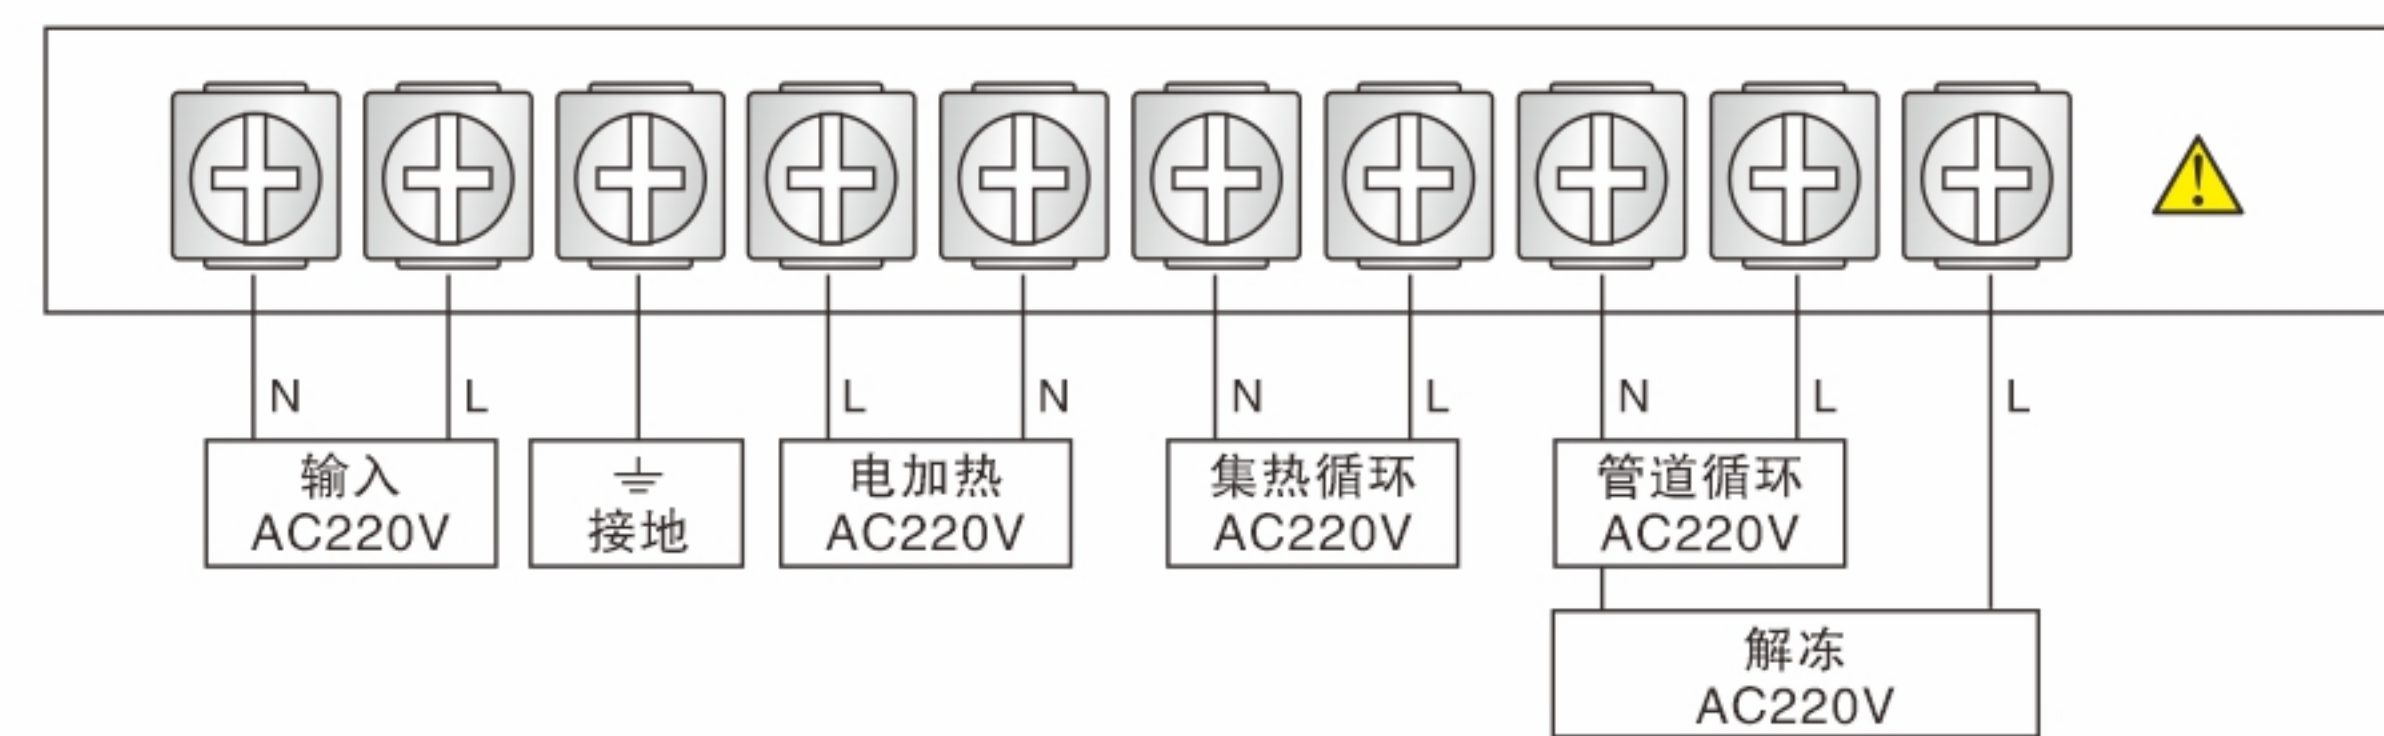 N L L N N L N L L
输入 电加热 集热循环 管道循环
AC220V 接地 AC220V AC220V AC220V
解冻
AC220V